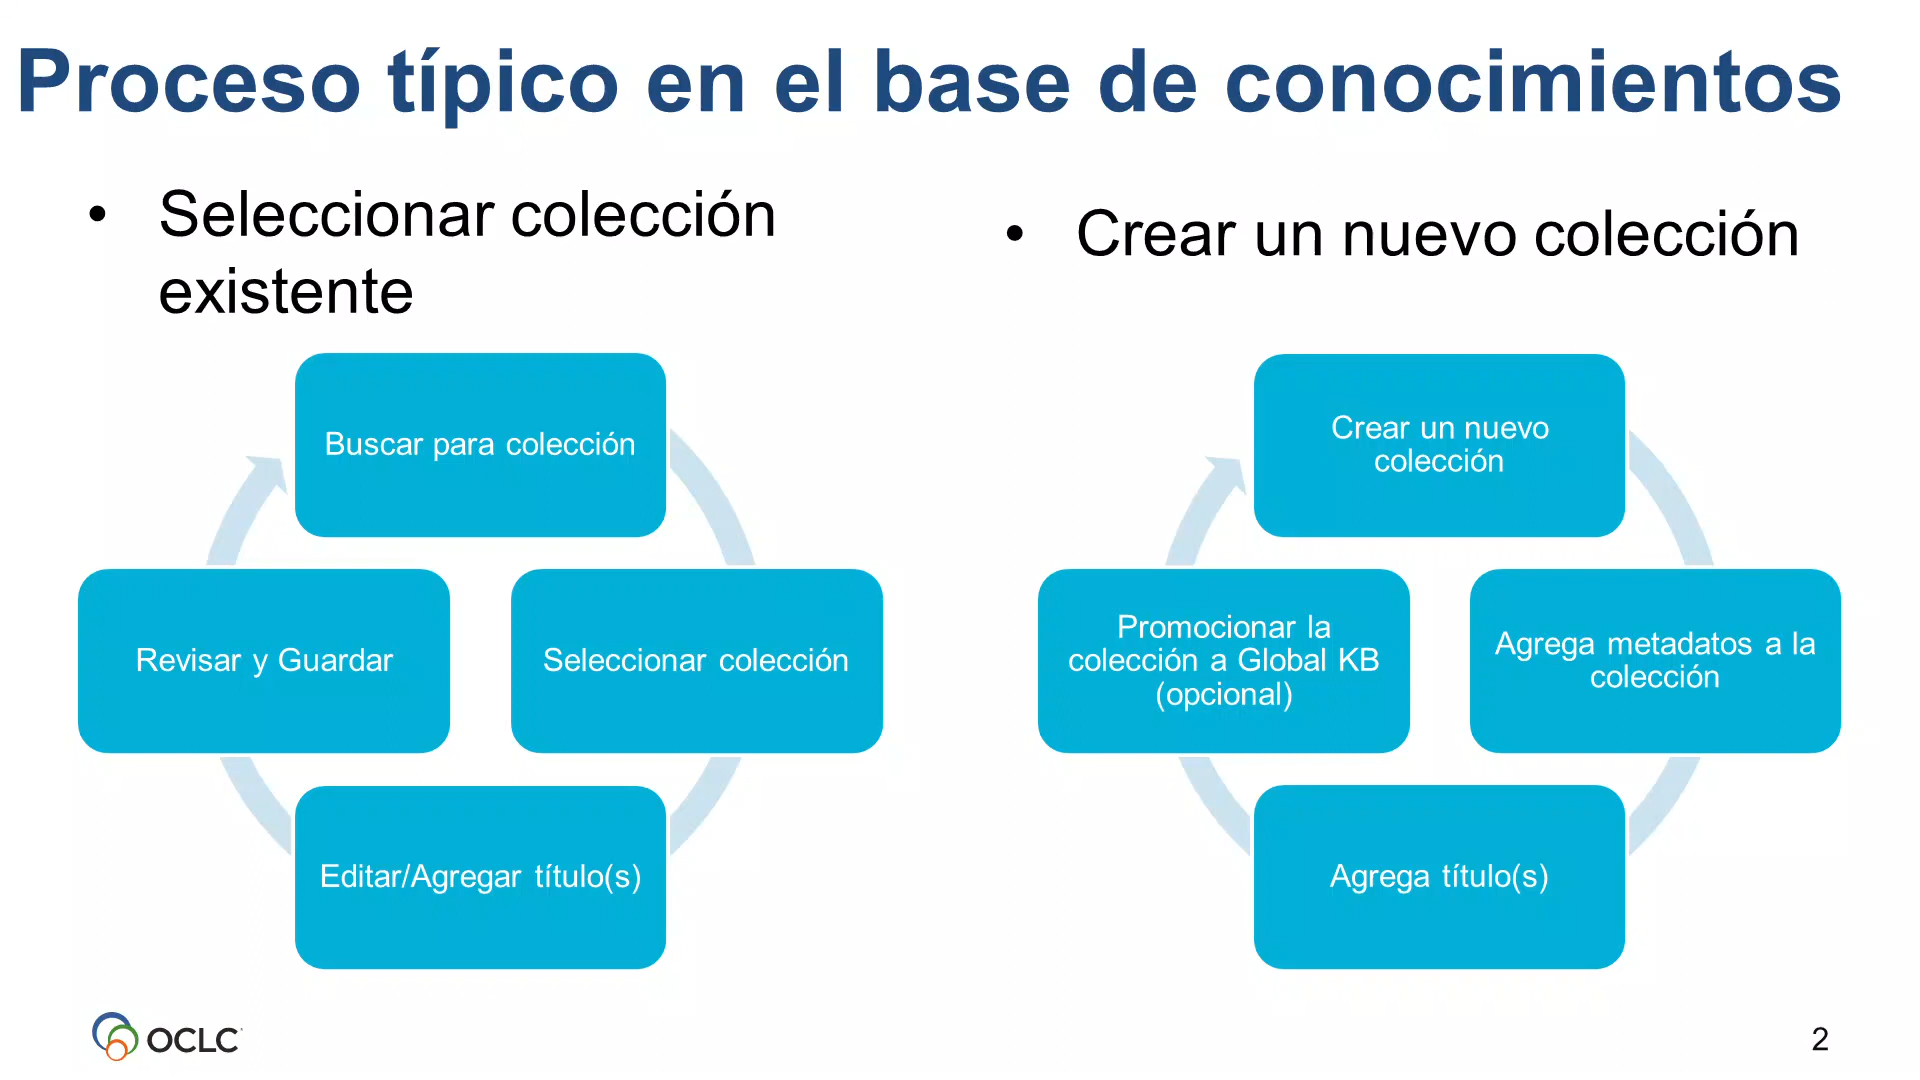 Proceso típico en el base de conocimientos
• Seleccionar colección
existente
Buscar para colección
Seleccionar colección
Editar/Agregar título(s)
Revisar y Guardar
• Crear un nuevo colección
Crear un nuevo
colección
Agrega metadatos a la
colección
Agrega título(s)
Promocionar la
colección a Global KB
(opcional)
OCLC
2